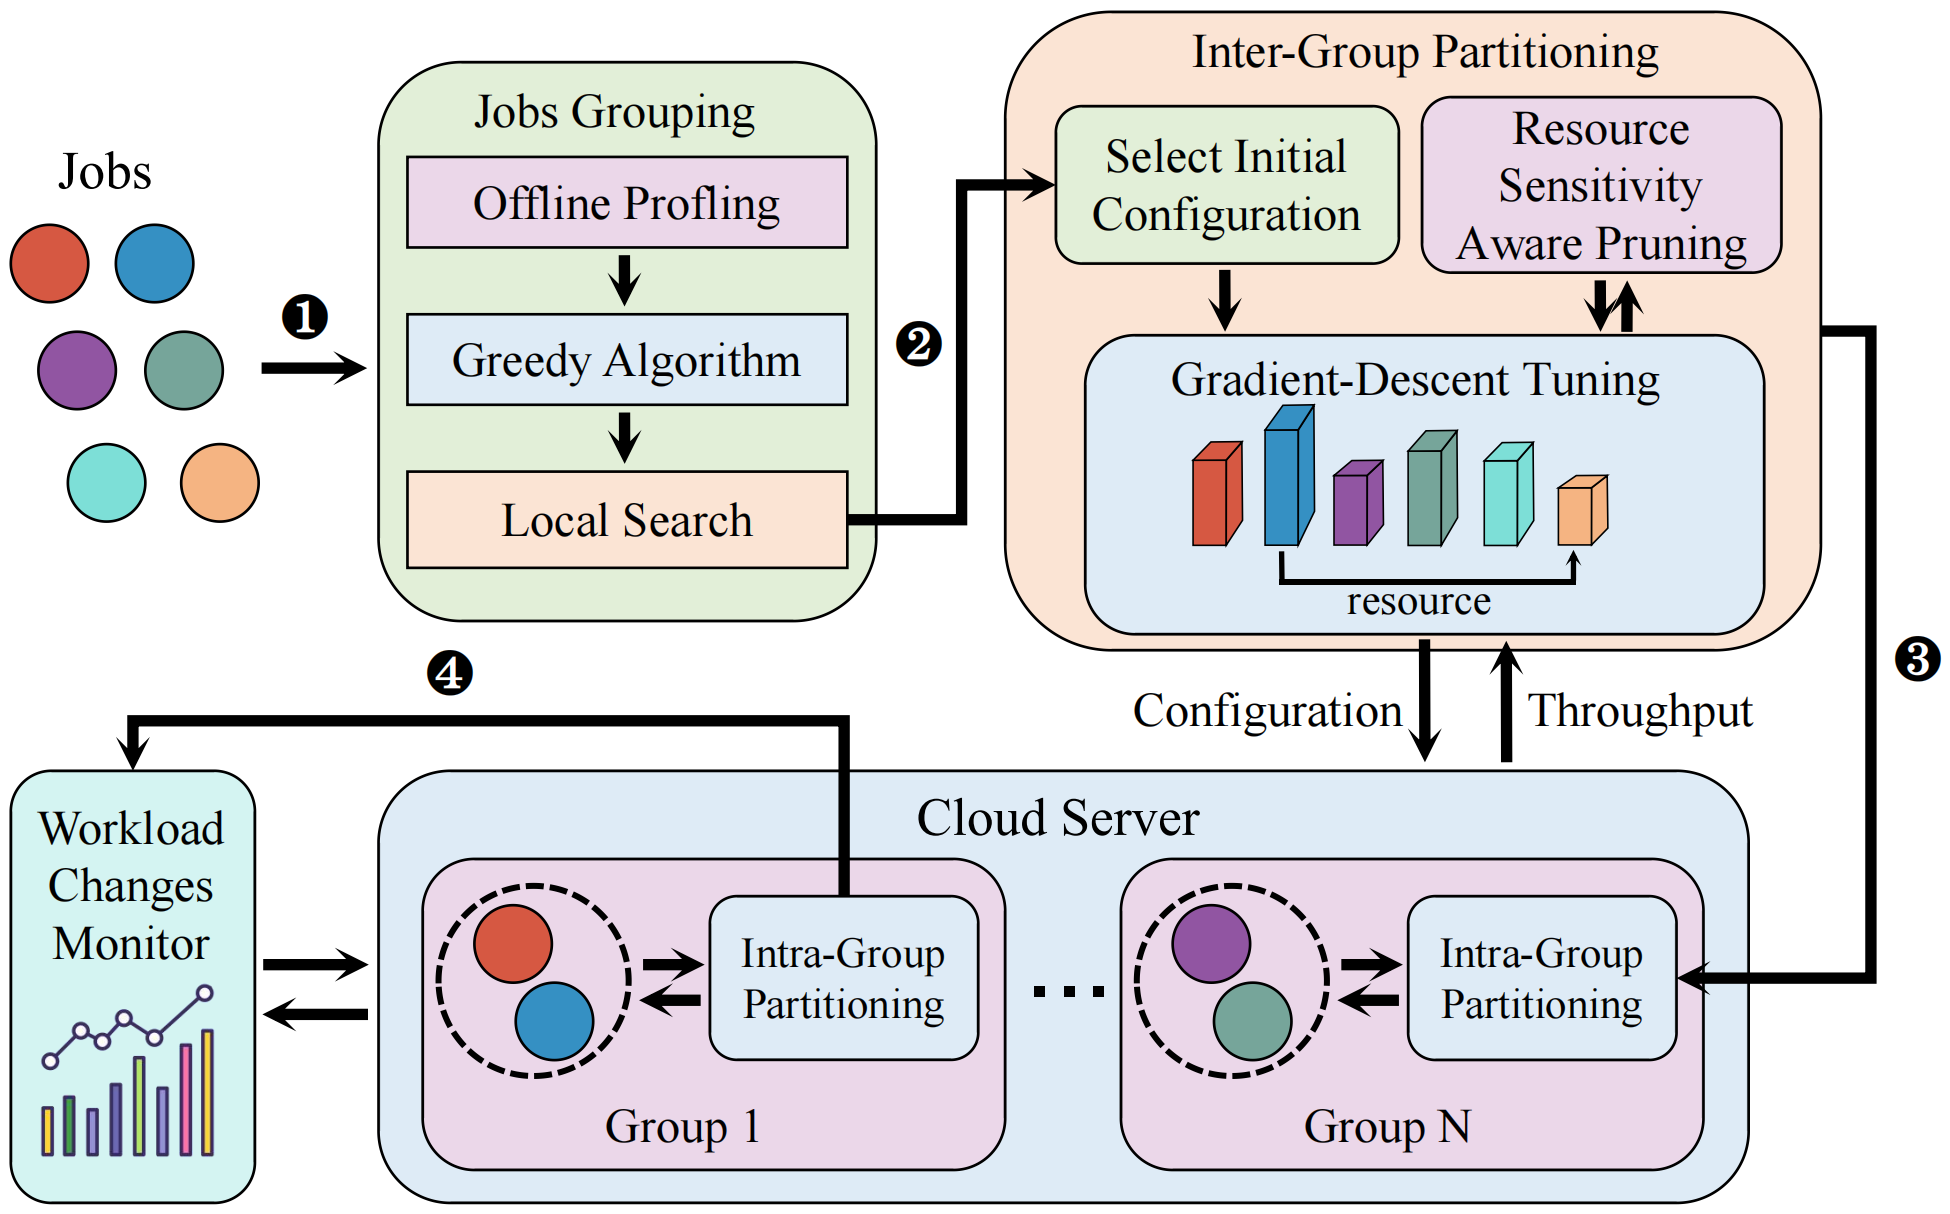 Jobs
❶
Jobs Grouping
Offline Profling
Greedy Algorithm
Local Search
❷
Inter-Group Partitioning
Select Initial
Configuration
Resource
Sensitivity
Aware Pruning
Gradient-Descent Tuning
resource
❸
Configuration
Throughput
❹
Workload
Changes
Monitor
Cloud Server
Intra-Group
Partitioning
Group 1
...
Intra-Group
Partitioning
Group N